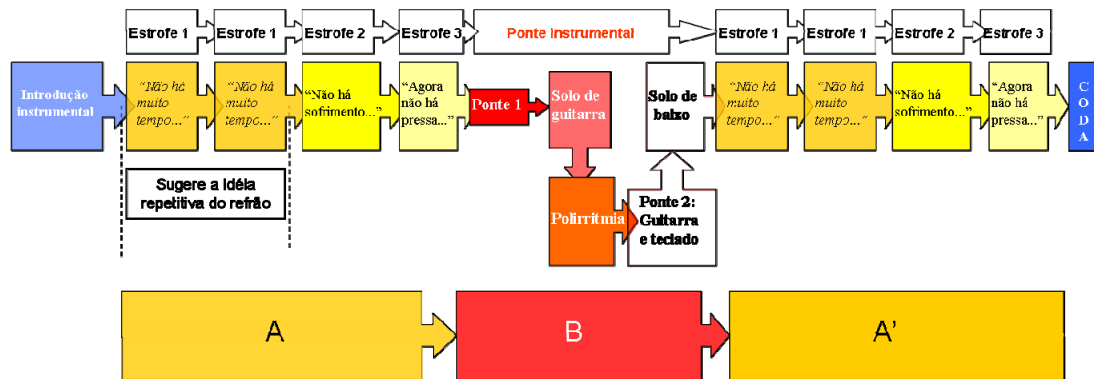 Estrofe 1
Estrofe 1
Estrofe 2
Estrofe 3
Ponte Instrumental
Estrofe 1
Estrofe 1
Estrofe 2
Estrofe 3
Introdução
instrumental
“Não há
muito
tempo...”
“Não há
muito
tempo...”
“Não há
sofrimento...”
“Agora
não há
pressa...”
Ponte 1
Solo de
guitarra
Solo de
baixo
“Não há
muito
tempo...”
“Não há
muito
tempo...”
“Não há
sofrimento...”
“Agora
não há
pressa...”
C
O
D
A
Sugere a Idéia
repetitiva do refrão
Polirritmia
Ponte 2:
Guitarra
e teclado
A
B
A’